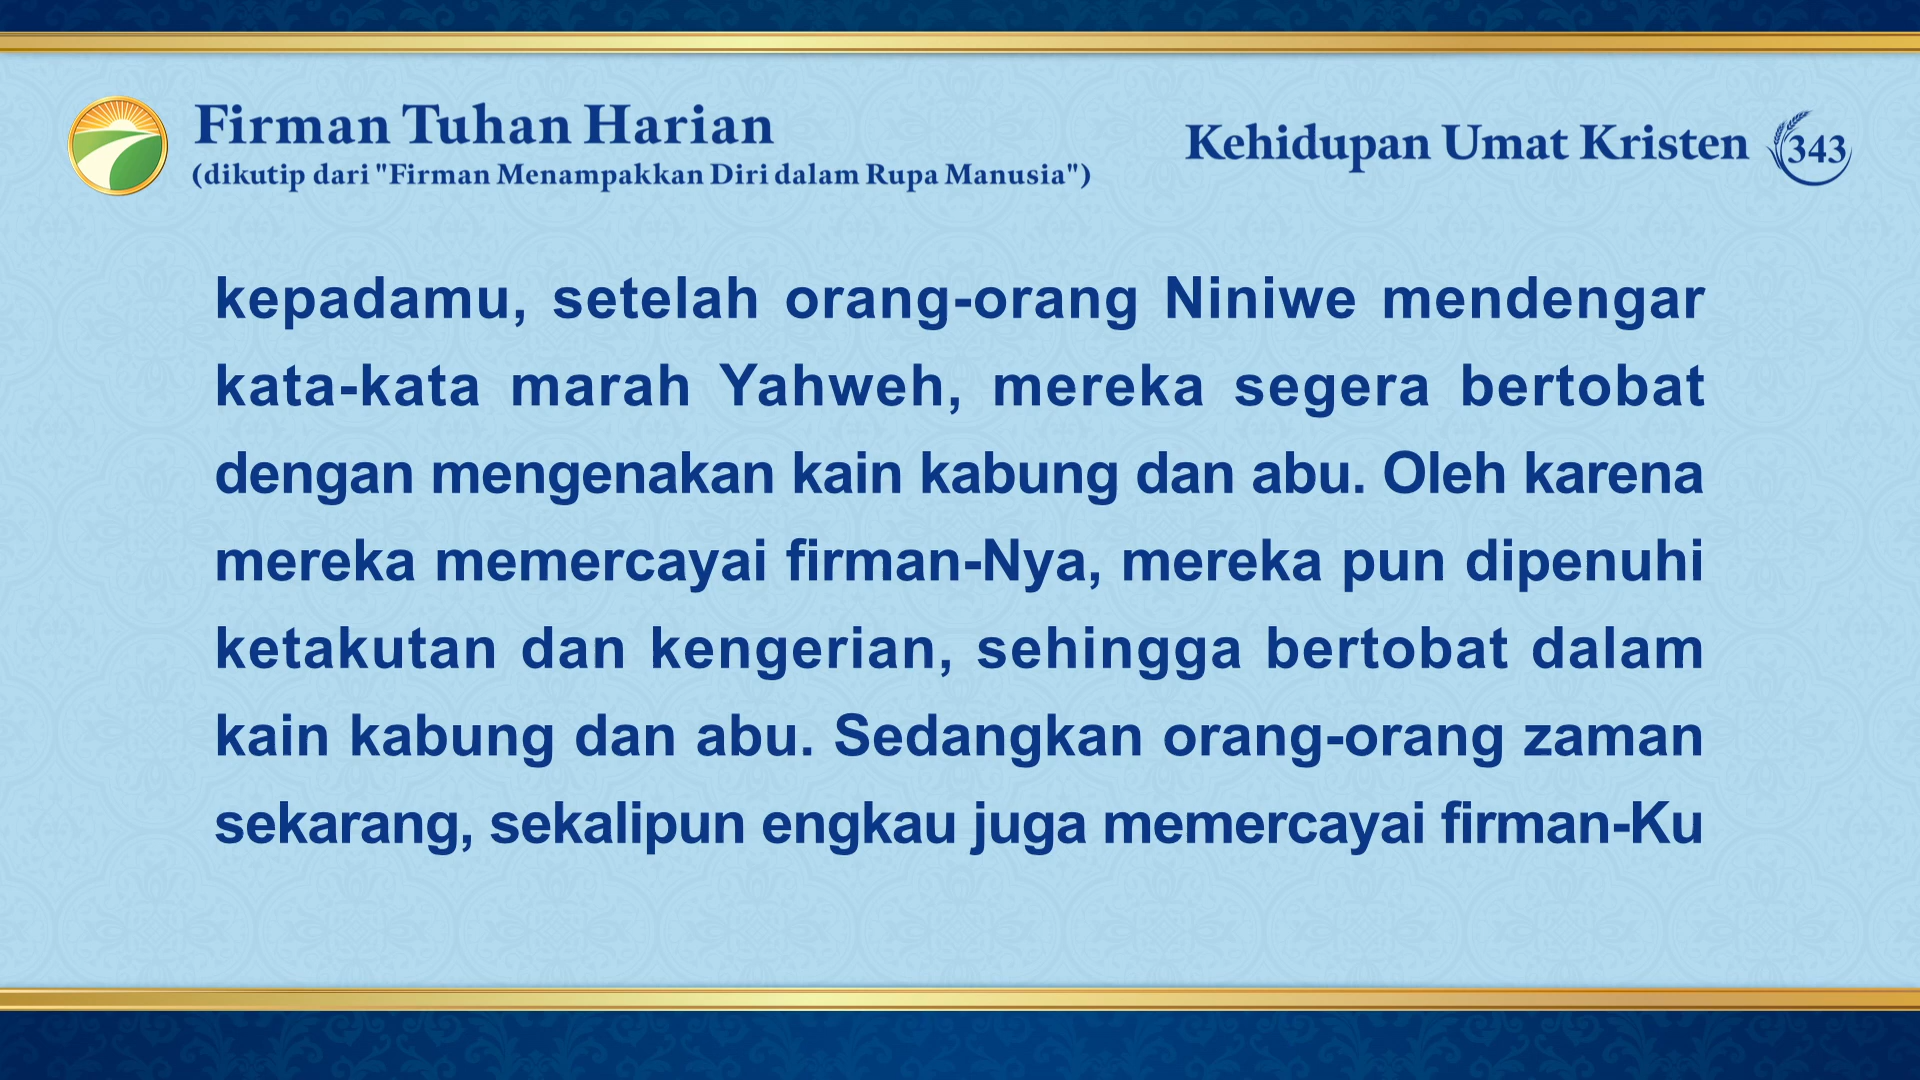 Firman Tuhan Harian
(dikutip dari "Firman Menampakkan Diri dalam Rupa Manusia")
Kehidupan Umat Kristen 343
kepadamu, setelah orang-orang Niniwe mendengar
kata-kata marah Yahweh, mereka segera bertobat
dengan mengenakan kain kabung dan abu. Oleh karena
mereka memercayai firman-Nya, mereka pun dipenuhi
ketakutan dan kengerian, sehingga bertobat dalam
kain kabung dan abu. Sedangkan orang-orang zaman
sekarang, sekalipun engkau juga memercayai firman-Ku